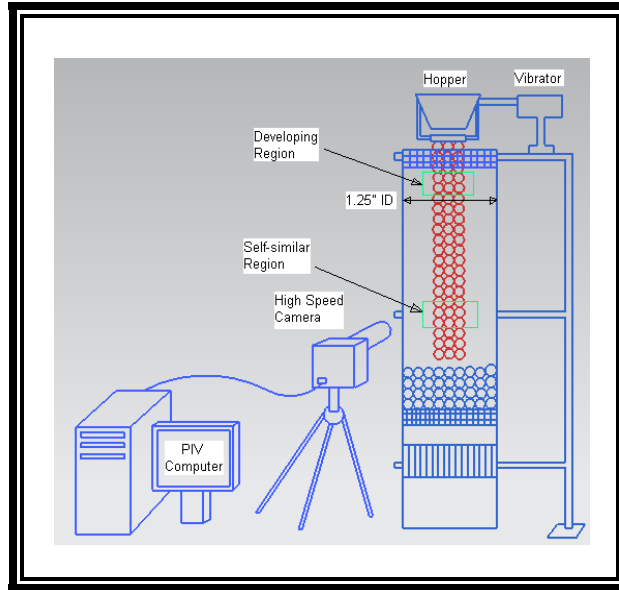 Hopper
Vibrator
Developing
Region
1.25" ID
Self-similar
Region
High Speed
Camera
PIV
Computer